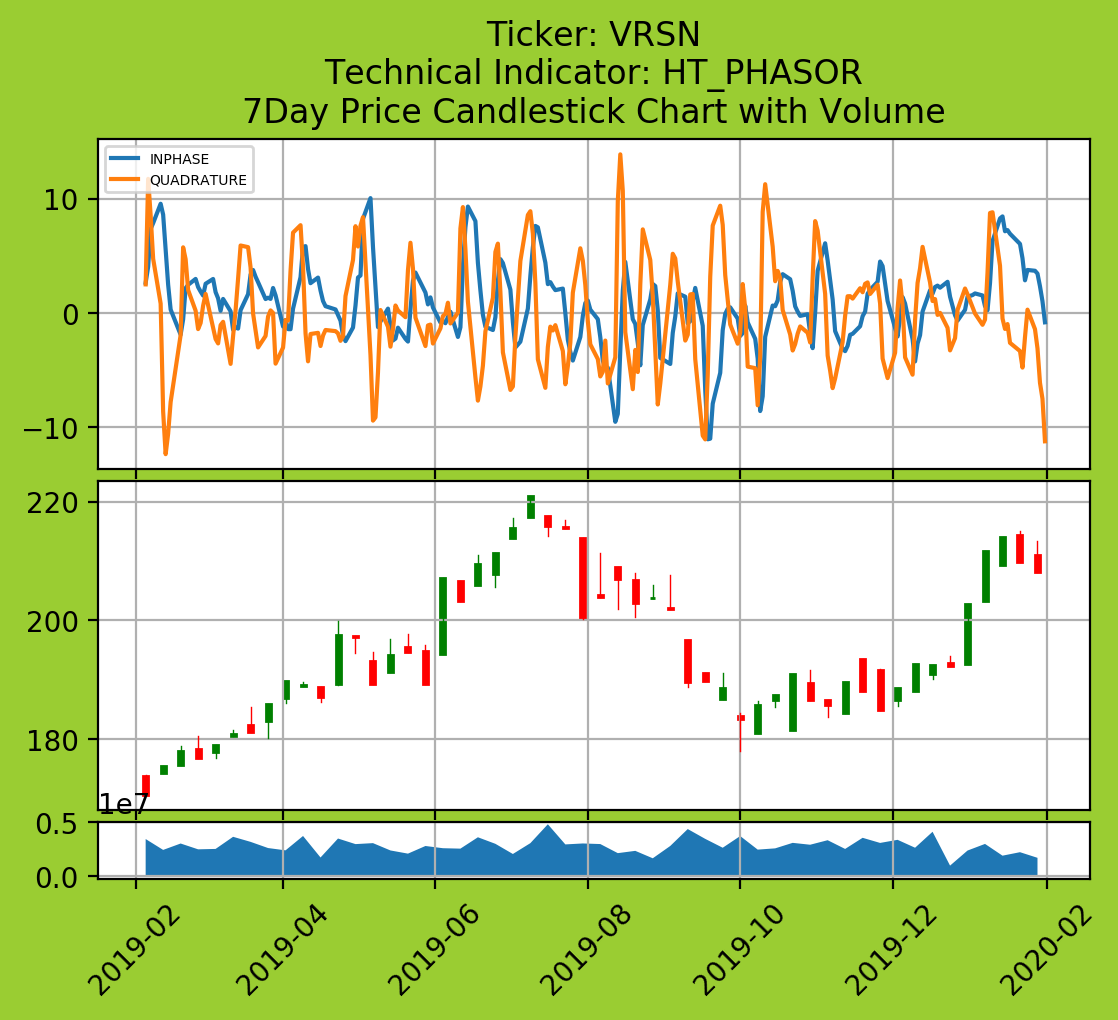 Ticker: VRSN
Technical Indicator: HT_PHASOR
7Day Price Candlestick Chart with Volume
INPHASE
QUADRATURE
10
0
−10
220
200
180
1e7
0.5
0.0
2019-02
2019-04
2019-06
2019-08
2019-10
2019-12
2020-02